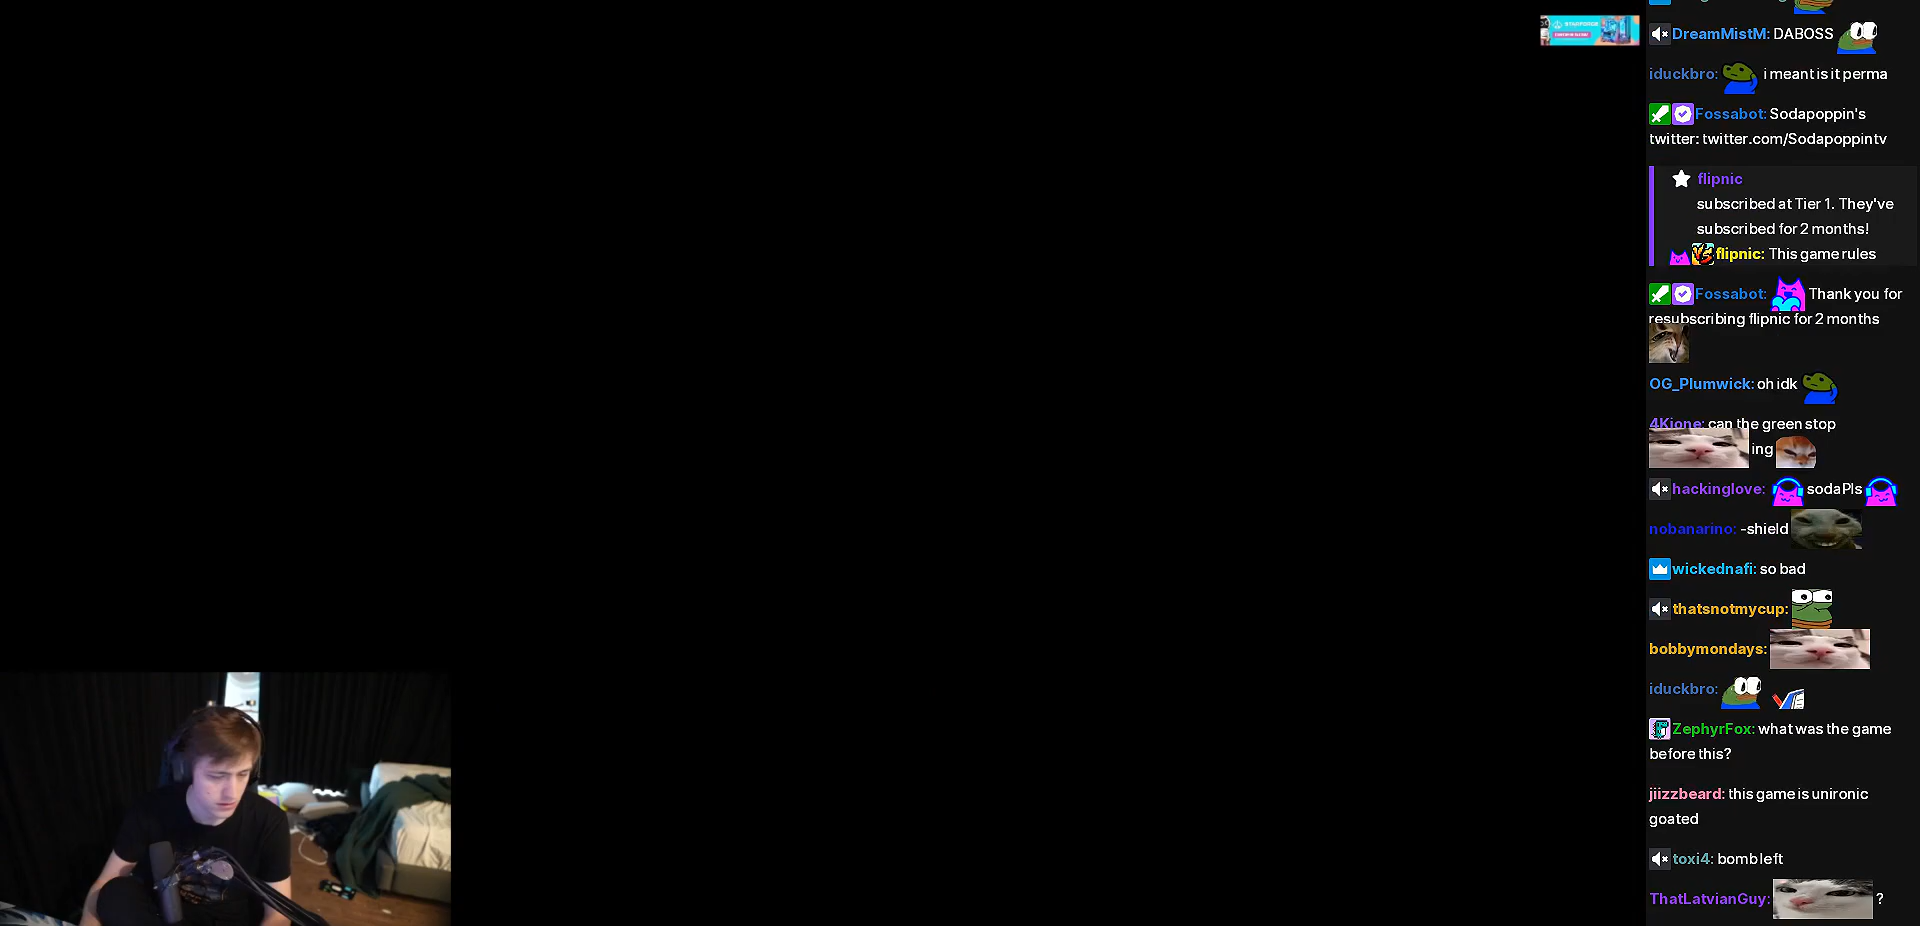 STARFORGE
DreamMistM: DABOSS
iduckbro: i meant is it perma
Fossabot: Sodapoppin's
twitter: twitter.com/Sodapoppintv
flipnic
subscribed at Tier 1. They've
subscribed for 2 months!
flipnic: This game rules
Fossabot: Thank you for
resubscribing flipnic for 2 months
OG_Plumwick: oh idk
4Kione: can the green stop
ing
hackinglove: sodaPls
nobanarino: -shield
wickednafi: so bad
thatsnotmycup:
bobbymondays:
iduckbro:
ZephyrFox: what was the game
before this?
jiizzbeard: this game is unironic
goated
toxi4: bomb left
ThatLatvianGuy: ?